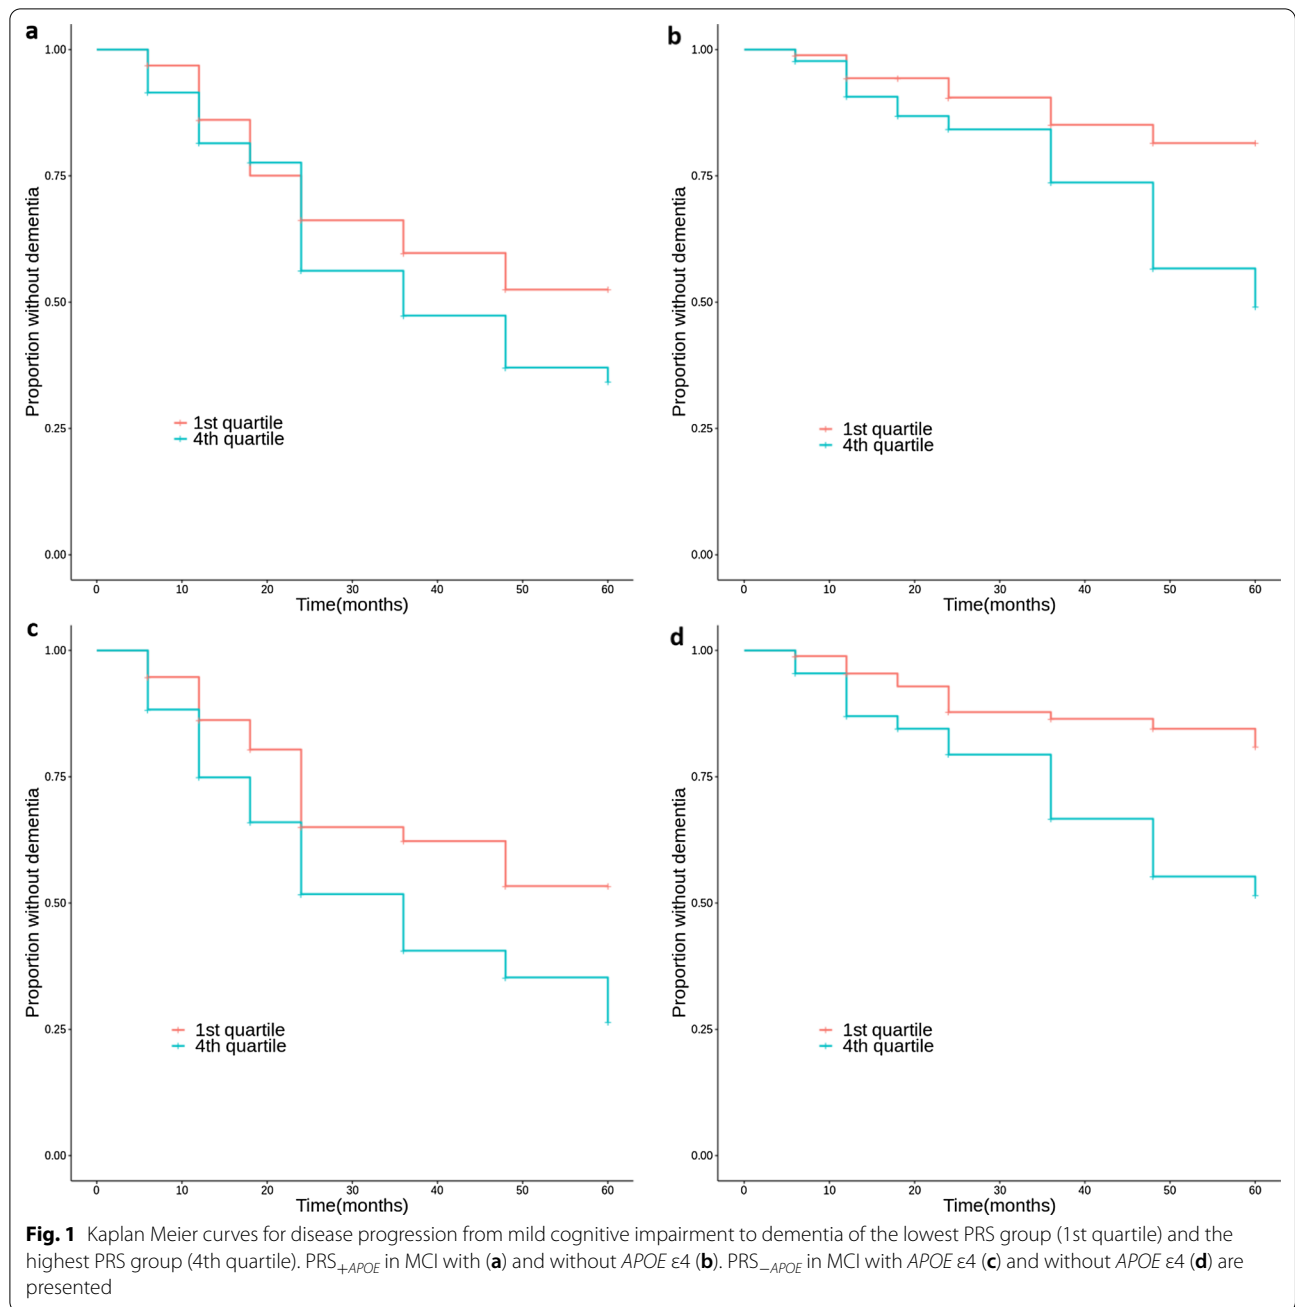 a
1.00
0.75
0.50
0.25
0.00
Proportion without dementia
1st quartile
4th quartile
0 10 20 30 40 50 60
Time(months)
b
1.00
0.75
0.50
0.25
0.00
Proportion without dementia
1st quartile
4th quartile
0 10 20 30 40 50 60
Time(months)
c
1.00
0.75
0.50
0.25
0.00
Proportion without dementia
1st quartile
4th quartile
0 10 20 30 40 50 60
Time(months)
d
1.00
0.75
0.50
0.25
0.00
Proportion without dementia
1st quartile
4th quartile
0 10 20 30 40 50 60
Time(months)
Fig. 1 Kaplan Meier curves for disease progression from mild cognitive impairment to dementia of the lowest PRS group (1st quartile) and the
highest PRS group (4th quartile). PRS+APOE in MCI with (a) and without APOE ε4 (b). PRS−APOE in MCI with APOE ε4 (c) and without APOE ε4 (d) are
presented